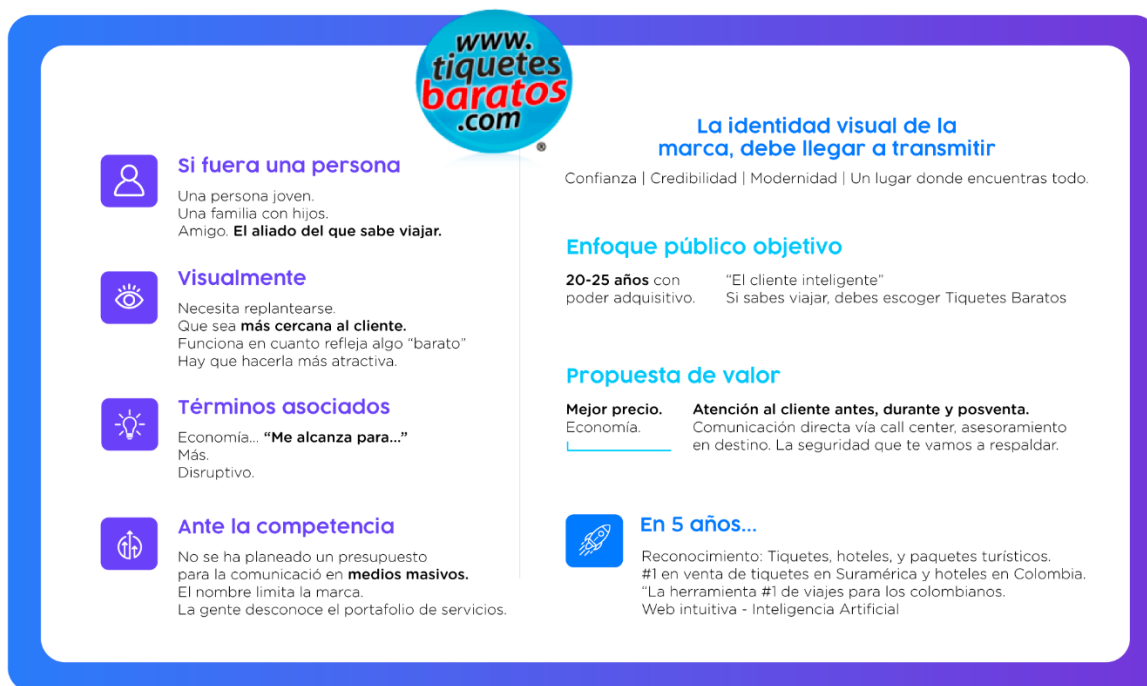 www.
tiquetes
baratos
.com
®
Si fuera una persona
Una persona joven.
Una familia con hijos.
Amigo. El aliado del que sabe viajar.
Visualmente
Necesita replantearse.
Que sea más cercana al cliente.
Funciona en cuanto refleja algo “barato”
Hay que hacerla más atractiva.
Términos asociados
Economía... “Me alcanza para...”
Más.
Disruptivo.
Ante la competencia
No se ha planeado un presupuesto
para la comunicació en medios masivos.
El nombre limita la marca.
La gente desconoce el portafolio de servicios.
La identidad visual de la
marca, debe llegar a transmitir
Confianza | Credibilidad | Modernidad | Un lugar donde encuentras todo.
Enfoque público objetivo
20-25 años con
poder adquisitivo.
“El cliente inteligente”
Si sabes viajar, debes escoger Tiquetes Baratos
Propuesta de valor
Mejor precio.
Economía.
Atención al cliente antes, durante y posventa.
Comunicación directa vía call center, asesoramiento
en destino. La seguridad que te vamos a respaldar.
En 5 años...
Reconocimiento: Tiquetes, hoteles, y paquetes turísticos.
#1 en venta de tiquetes en Suramérica y hoteles en Colombia.
“La herramienta #1 de viajes para los colombianos.
Web intuitiva - Inteligencia Artificial